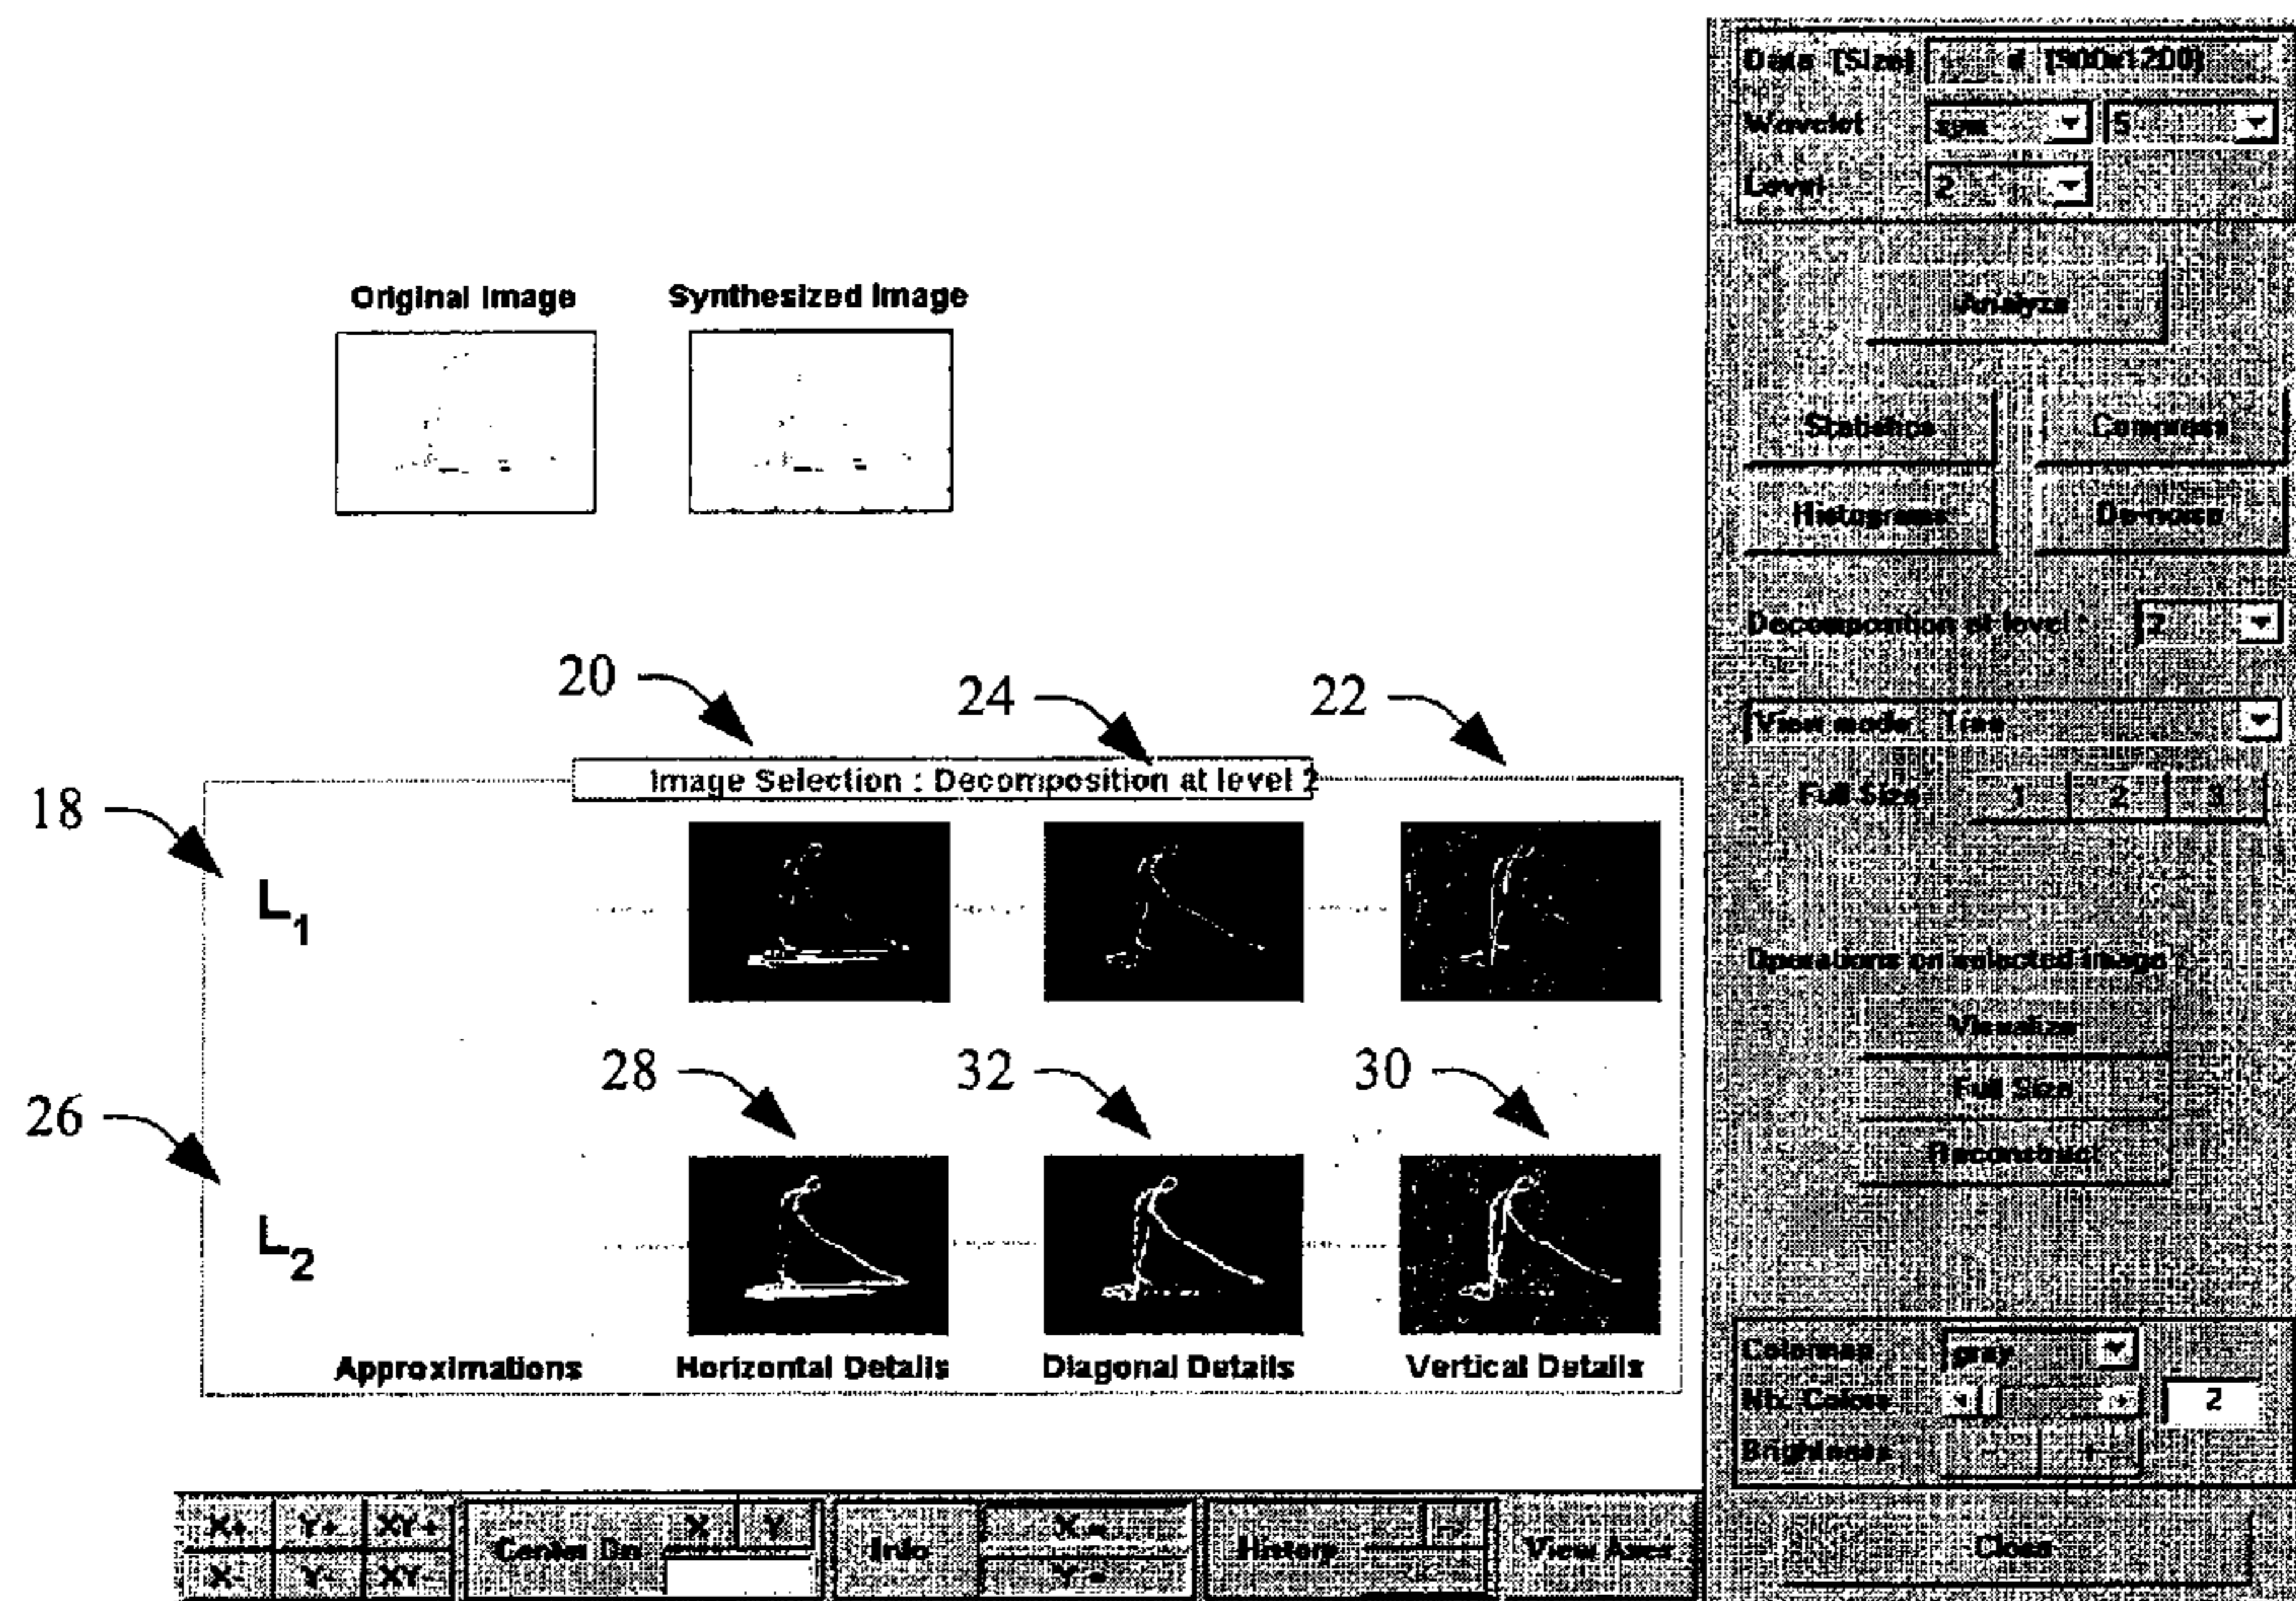 Data [Size] d [900x1200]
Wavelet sym 5
Level 2
Analyze
Statistics Compress
Histograms De-noise
Decomposition at level : 2
View mode : Tree
Full Size 1 2 3
Operations on selected image
Visualize
Full Size
Reconstruct
Colormap gray
Nb. Colors 2
Brightness - +
Close
Original Image Synthesized Image
20 24 22
Image Selection : Decomposition at level 2
18
L1
28 32 30
26
L2
Approximations Horizontal Details Diagonal Details Vertical Details
X+ Y+ XY+
X- Y- XY-
Center On X Y
Info X =
Y =
History
View Axes